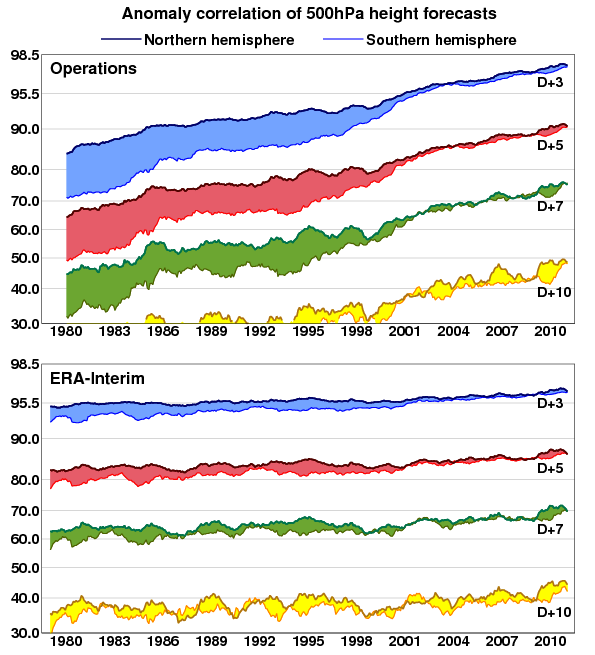 Anomaly correlation of 500hPa height forecasts
Northern hemisphere Southern hemisphere
98.5
Operations
D+3
95.5
90.0
D+5
80.0
70.0
D+7
60.0
50.0
40.0
D+10
30.0
1980 1983 1986 1989 1992 1995 1998 2001 2004 2007 2010
98.5
ERA-Interim
95.5
D+3
90.0
D+5
80.0
70.0
D+7
60.0
50.0
40.0
D+10
30.0
1980 1983 1986 1989 1992 1995 1998 2001 2004 2007 2010